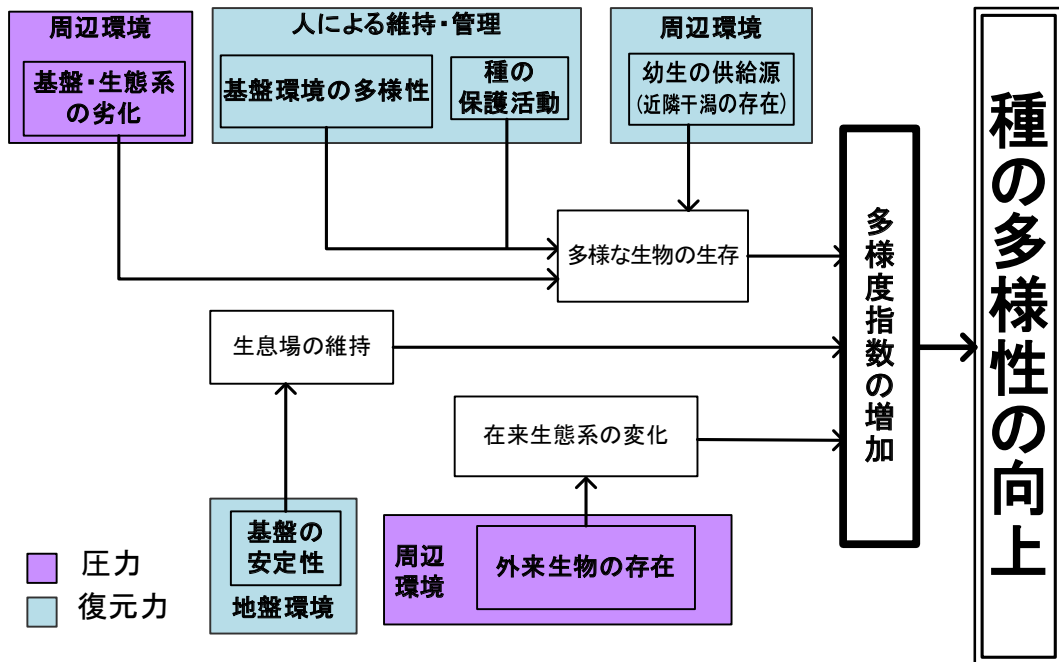 周辺環境
基盤・生態系
の劣化
人による維持・管理
基盤環境の多様性
種の
保護活動
周辺環境
幼生の供給源
(近隣干潟の存在)
多様な生物の生存
生息場の維持
在来生態系の変化
基盤の
安定性
地盤環境
周辺
環境
外来生物の存在
多様度指数の増加
種の多様性の向上
圧力
復元力